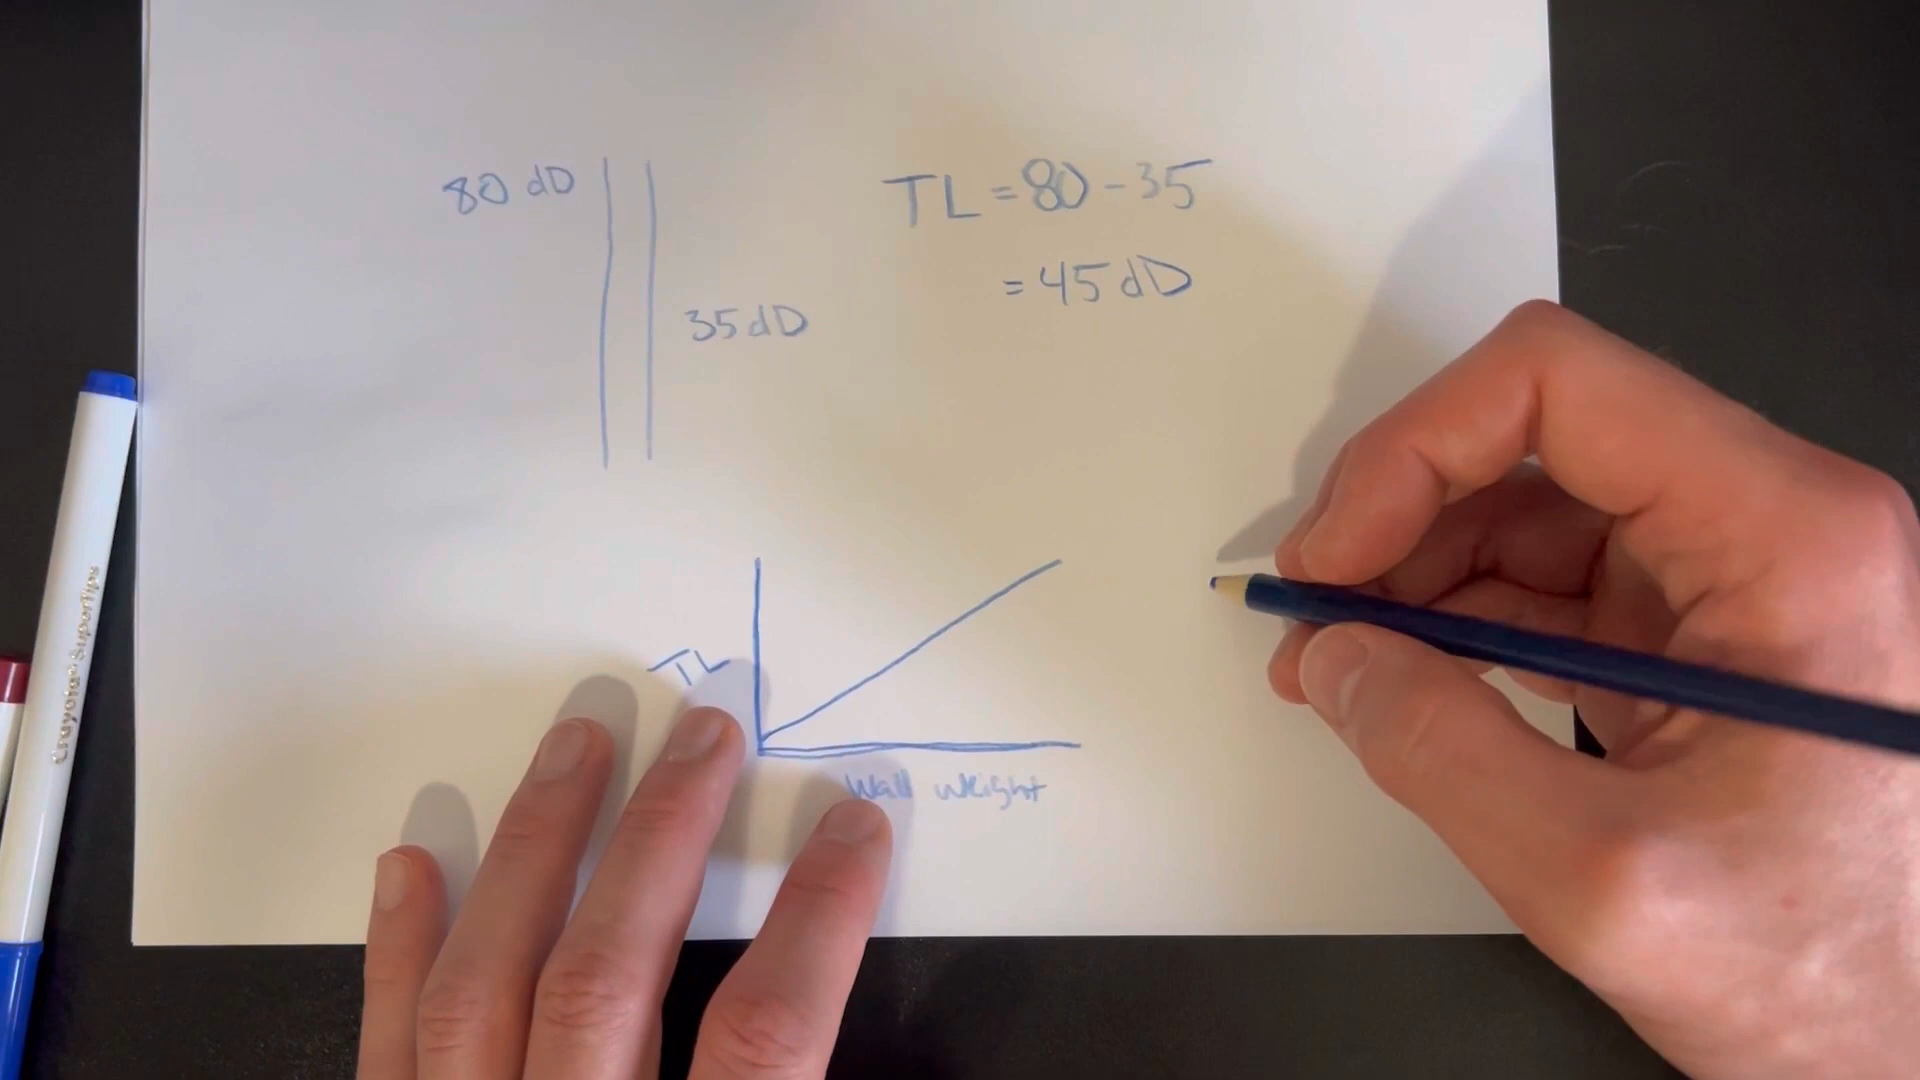 80 dD
TL = 80 - 35
= 45 dD
35 dD
TL
Wall weight
Crayola SuperTips